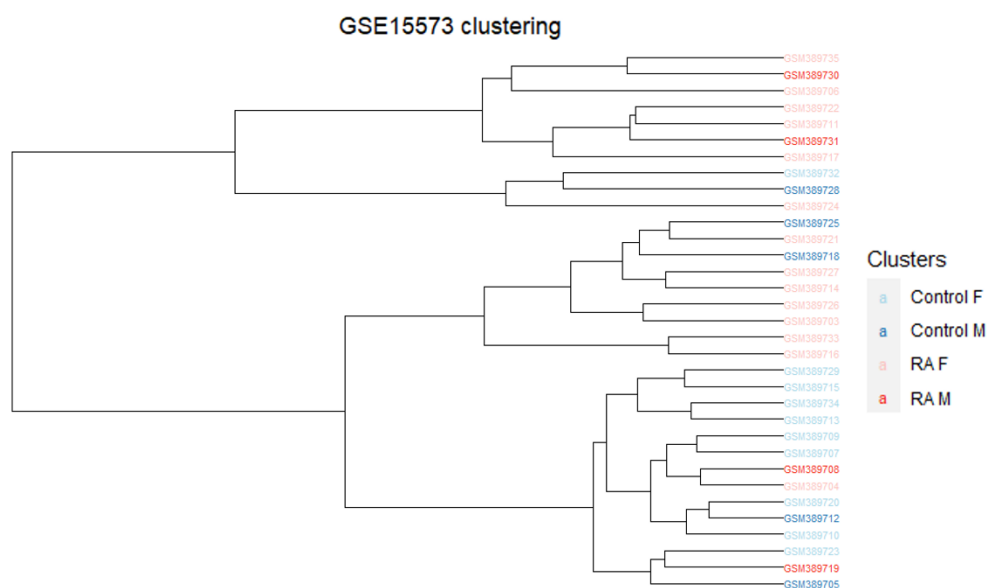 GSE15573 clustering
GSM389735
GSM389730
GSM389706
GSM389722
GSM389711
GSM389731
GSM389717
GSM389732
GSM389728
GSM389724
GSM389725
GSM389721
GSM389718
GSM389727
GSM389714
GSM389726
GSM389703
GSM389733
GSM389716
GSM389729
GSM389715
GSM389734
GSM389713
GSM389709
GSM389707
GSM389708
GSM389704
GSM389720
GSM389712
GSM389710
GSM389723
GSM389719
GSM389705
Clusters
a Control F
a Control M
a RA F
a RA M